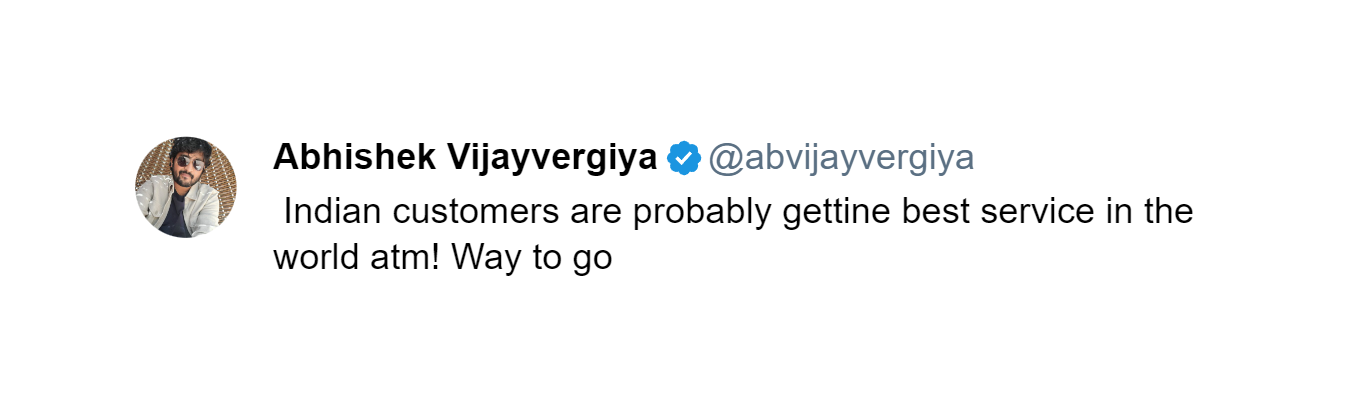 Abhishek Vijayvergiya @abvijayvergiya
Indian customers are probably gettine best service in the
world atm! Way to go